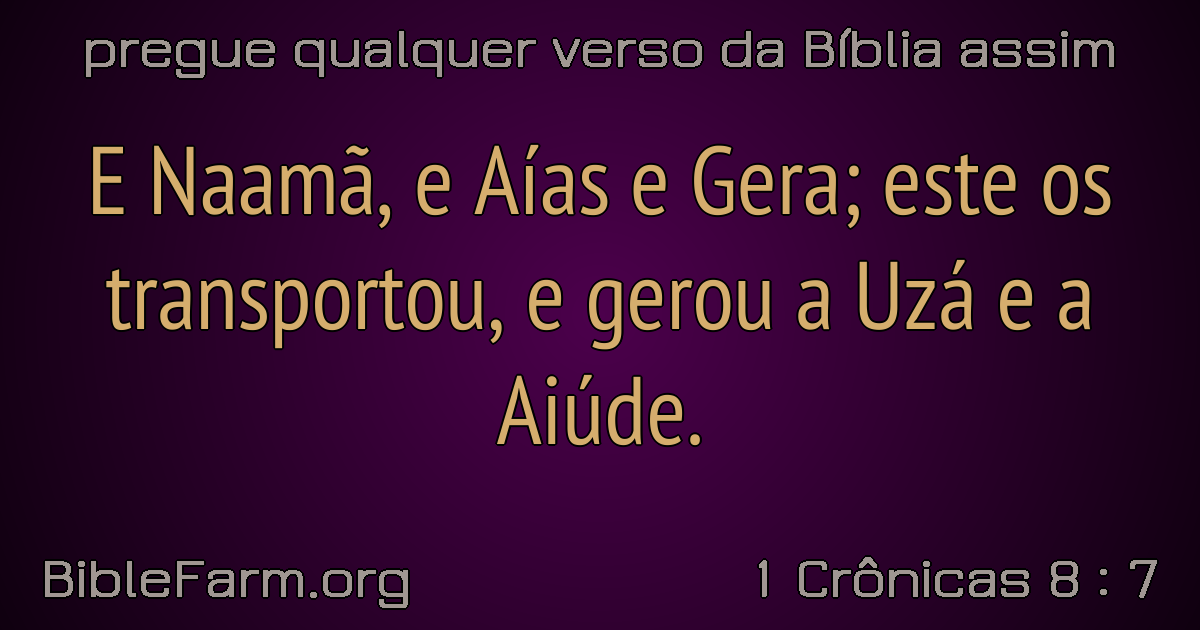 pregue qualquer verso da Bíblia assim
E Naamã, e Aías e Gera; este os
transportou, e gerou a Uzá e a
Aiúde.
BibleFarm.org
1 Crônicas 8 : 7